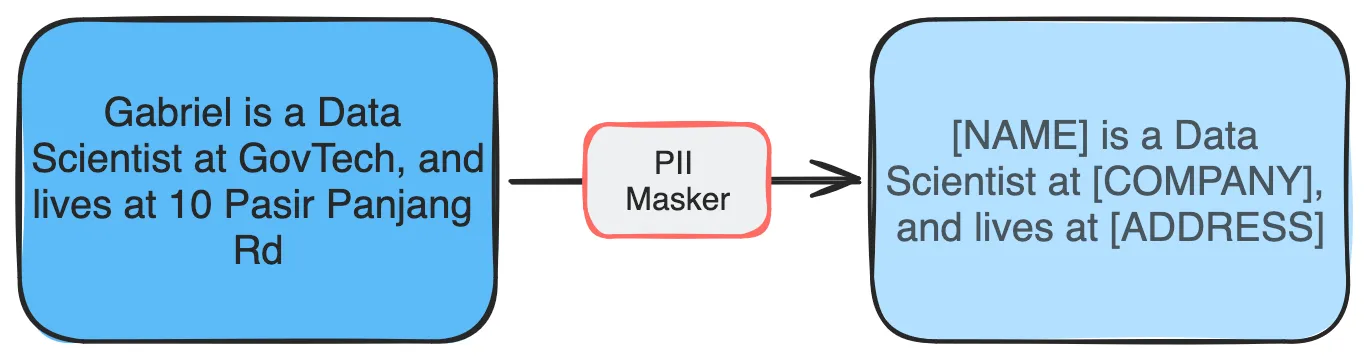 Gabriel is a Data
Scientist at GovTech, and
lives at 10 Pasir Panjang
Rd
PII
Masker
[NAME] is a Data
Scientist at [COMPANY],
and lives at [ADDRESS]